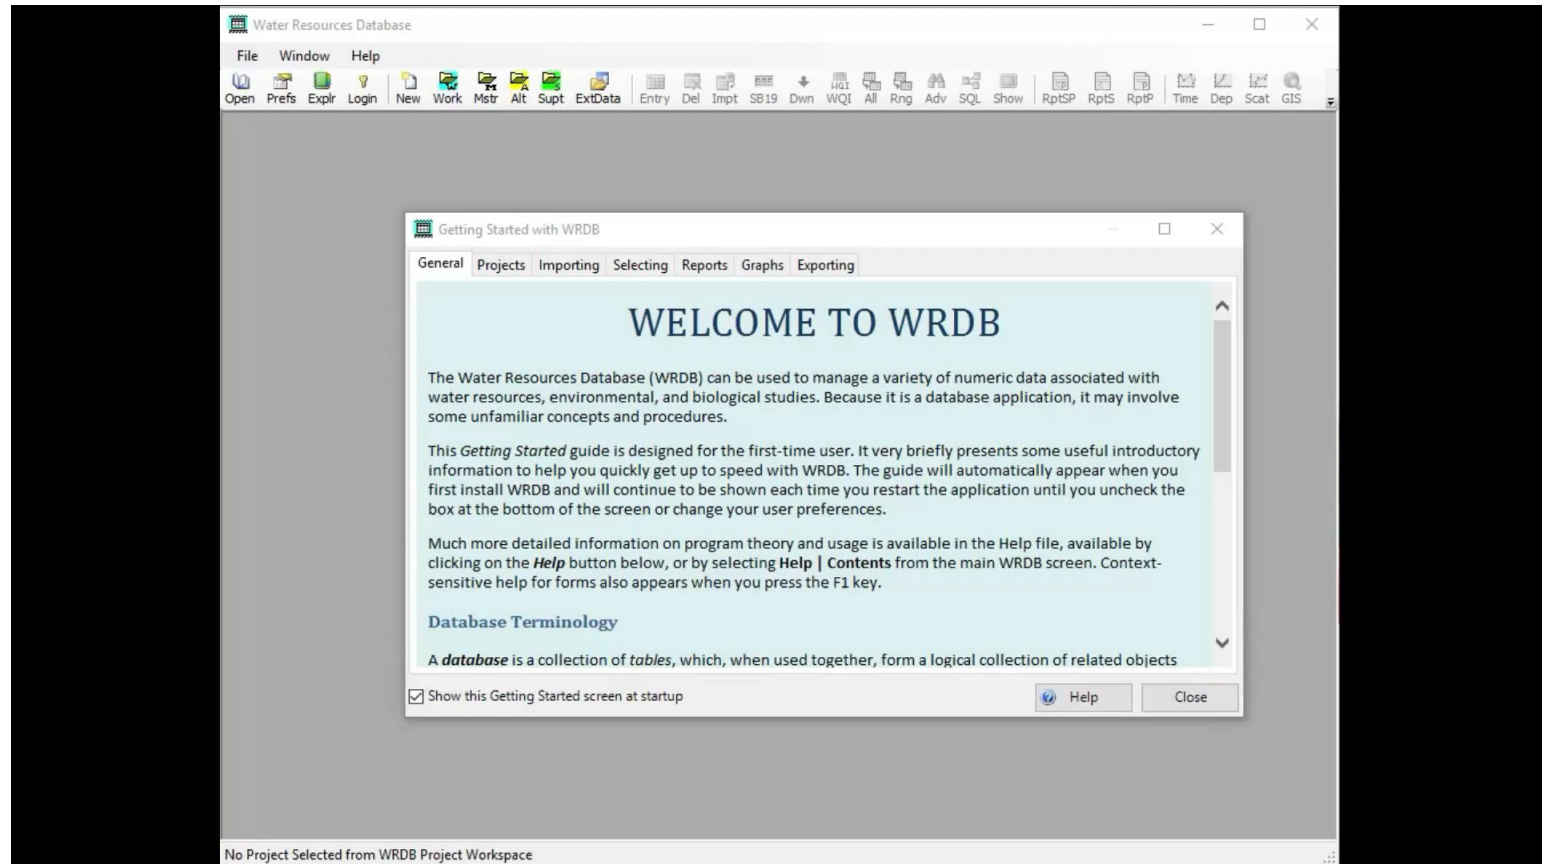 Water Resources Database
File Window Help
Open Prefs Explr Login New Work Mstr Alt Supt ExtData Entry Del Impt SB19 Dwn WQI All Rng Adv SQL Show RptSP RptS RptP Time Dep Scat GIS
Getting Started with WRDB
General Projects Importing Selecting Reports Graphs Exporting
WELCOME TO WRDB
The Water Resources Database (WRDB) can be used to manage a variety of numeric data associated with
water resources, environmental, and biological studies. Because it is a database application, it may involve
some unfamiliar concepts and procedures.
This Getting Started guide is designed for the first-time user. It very briefly presents some useful introductory
information to help you quickly get up to speed with WRDB. The guide will automatically appear when you
first install WRDB and will continue to be shown each time you restart the application until you uncheck the
box at the bottom of the screen or change your user preferences.
Much more detailed information on program theory and usage is available in the Help file, available by
clicking on the Help button below, or by selecting Help | Contents from the main WRDB screen. Context-
sensitive help for forms also appears when you press the F1 key.
Database Terminology
A database is a collection of tables, which, when used together, form a logical collection of related objects
Show this Getting Started screen at startup
Help
Close
No Project Selected from WRDB Project Workspace